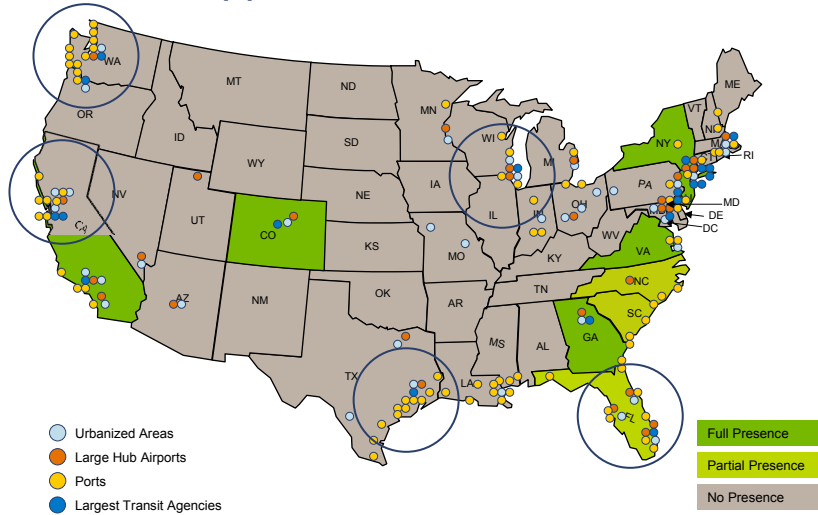 WA
MT
ND
MN
ME
VT
OR
ID
SD
WI
MI
NY
RI
WY
IA
PA
NV
UT
NE
IL
OH
MD
DE
DC
CA
CO
KS
MO
WV
VA
KY
AZ
NM
OK
AR
TN
NC
SC
MS
AL
GA
TX
LA
FL
Urbanized Areas
Large Hub Airports
Ports
Largest Transit Agencies
Full Presence
Partial Presence
No Presence